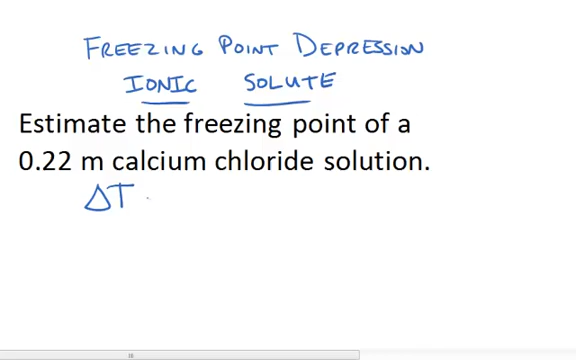 FREEZING POINT DEPRESSION
IONIC SOLUTE
Estimate the freezing point of a
0.22 m calcium chloride solution.
ΔT